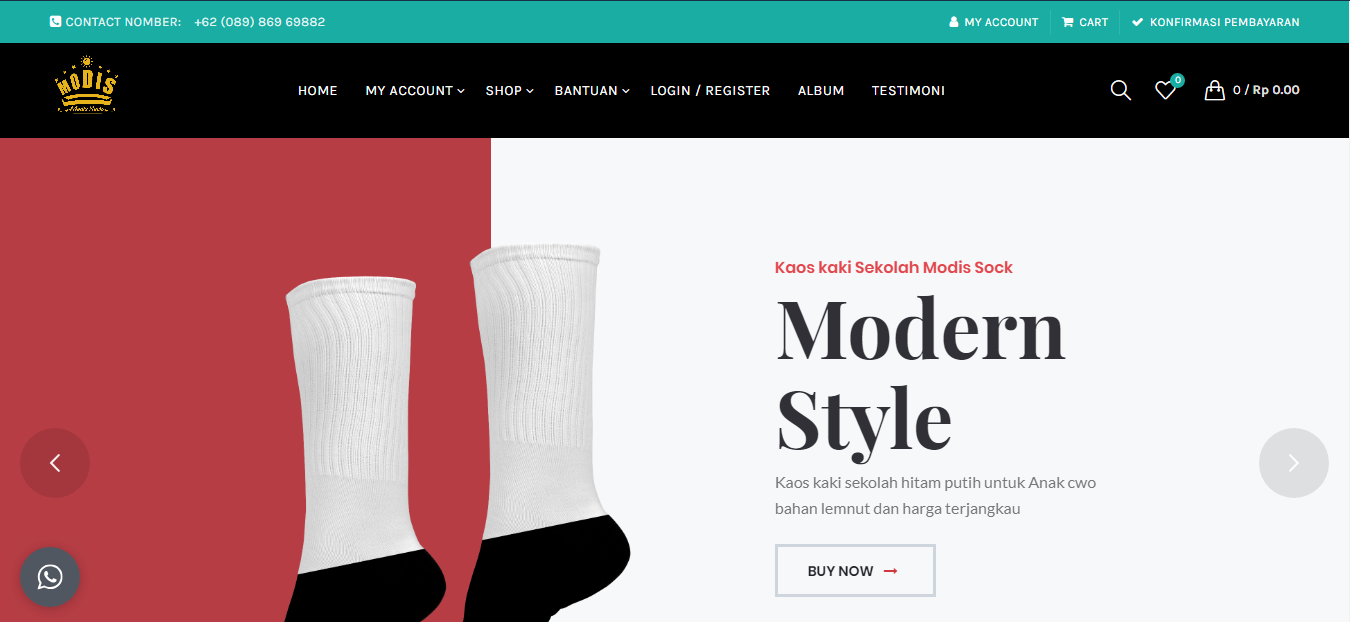 CONTACT NOMBER: +62 (089) 869 69882
MY ACCOUNT
CART
KONFIRMASI PEMBAYARAN
MODIS
HOME
MY ACCOUNT
SHOP
BANTUAN
LOGIN / REGISTER
ALBUM
TESTIMONI
0
0 / Rp 0.00
Kaos kaki Sekolah Modis Sock
Modern
Style
Kaos kaki sekolah hitam putih untuk Anak cwo
bahan lemnut dan harga terjangkau
BUY NOW